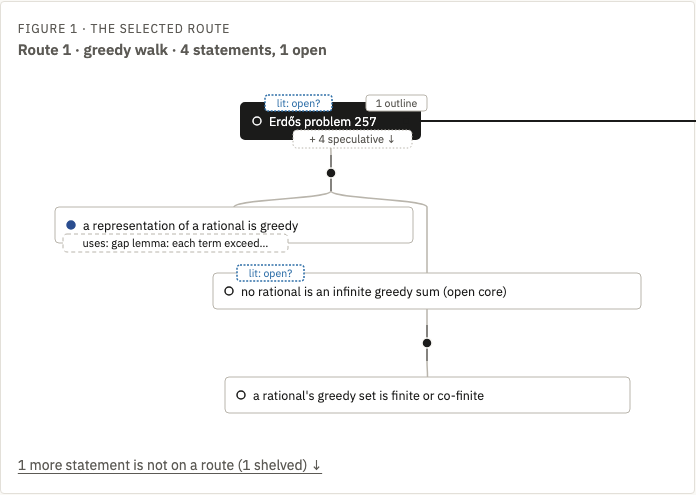 FIGURE 1 · THE SELECTED ROUTE
Route 1 · greedy walk · 4 statements, 1 open
lit: open?
1 outline
Erdős problem 257
+ 4 speculative ↓
a representation of a rational is greedy
uses: gap lemma: each term exceed...
lit: open?
no rational is an infinite greedy sum (open core)
a rational's greedy set is finite or co-finite
1 more statement is not on a route (1 shelved) ↓